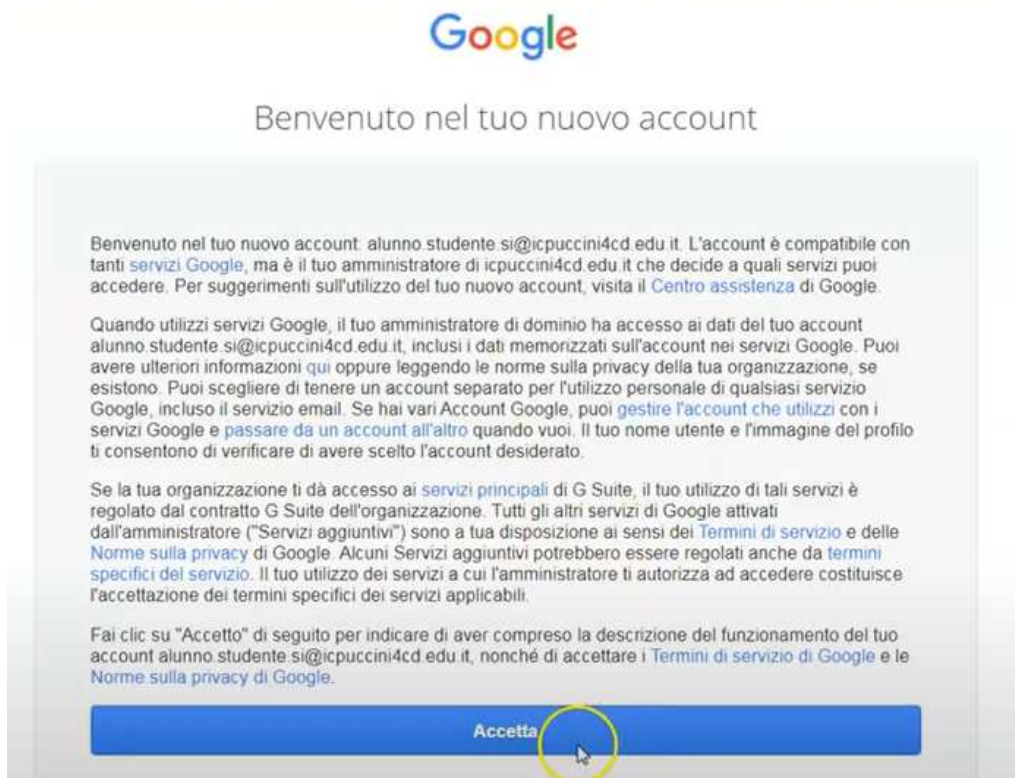 Google
Benvenuto nel tuo nuovo account
Benvenuto nel tuo nuovo account: alunno.studente.si@icpuccini4cd.edu.it. L'account è compatibile con
tanti servizi Google, ma è il tuo amministratore di icpuccini4cd.edu.it che decide a quali servizi puoi
accedere. Per suggerimenti sull'utilizzo del tuo nuovo account, visita il Centro assistenza di Google.
Quando utilizzi servizi Google, il tuo amministratore di dominio ha accesso ai dati del tuo account
alunno.studente.si@icpuccini4cd.edu.it, inclusi i dati memorizzati sull'account nei servizi Google. Puoi
avere ulteriori informazioni qui oppure leggendo le norme sulla privacy della tua organizzazione, se
esistono. Puoi scegliere di tenere un account separato per l'utilizzo personale di qualsiasi servizio
Google, incluso il servizio email. Se hai vari Account Google, puoi gestire l'account che utilizzi con i
servizi Google e passare da un account all'altro quando vuoi. Il tuo nome utente e l'immagine del profilo
ti consentono di verificare di avere scelto l'account desiderato.
Se la tua organizzazione ti dà accesso ai servizi principali di G Suite, il tuo utilizzo di tali servizi è
regolato dal contratto G Suite dell'organizzazione. Tutti gli altri servizi di Google attivati
dall'amministratore ("Servizi aggiuntivi") sono a tua disposizione ai sensi dei Termini di servizio e delle
Norme sulla privacy di Google. Alcuni Servizi aggiuntivi potrebbero essere regolati anche da termini
specifici del servizio. Il tuo utilizzo dei servizi a cui l'amministratore ti autorizza ad accedere costituisce
l'accettazione dei termini specifici dei servizi applicabili.
Fai clic su "Accetto" di seguito per indicare di aver compreso la descrizione del funzionamento del tuo
account alunno.studente.si@icpuccini4cd.edu.it, nonché di accettare i Termini di servizio di Google e le
Norme sulla privacy di Google.
Accetta